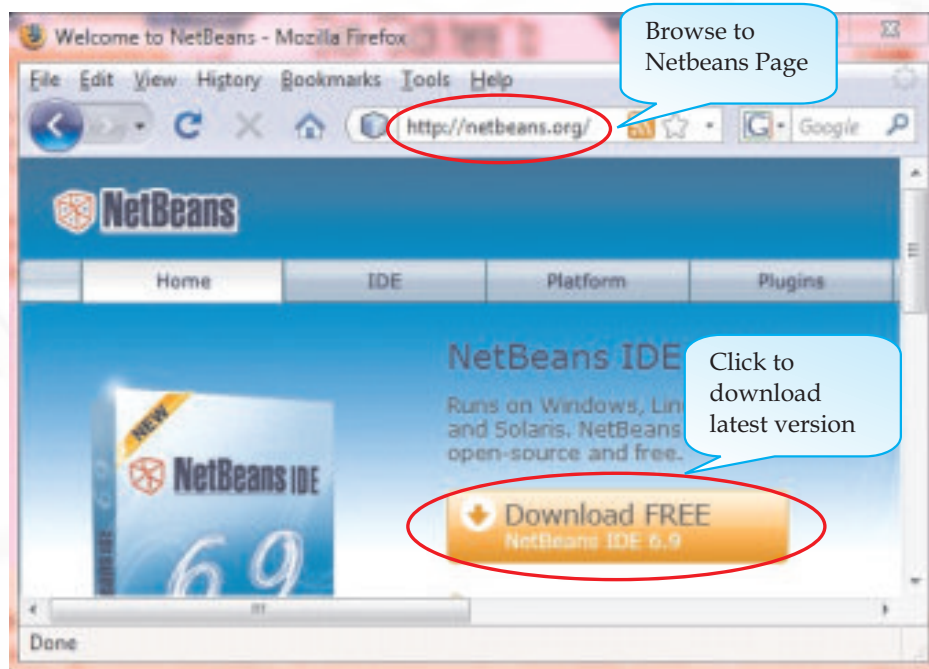 Welcome to NetBeans - Mozilla Firefox
Browse to
Netbeans Page
File Edit View History Bookmarks Tools Help
http://netbeans.org/
G
Google
NetBeans
Home IDE Platform Plugins
NetBeans IDE
Click to
download
latest version
Runs on Windows, Lin
and Solaris. NetBeans
open-source and free.
NEW
NetBeans IDE
6.9
Download FREE
NetBeans IDE 6.9
Done